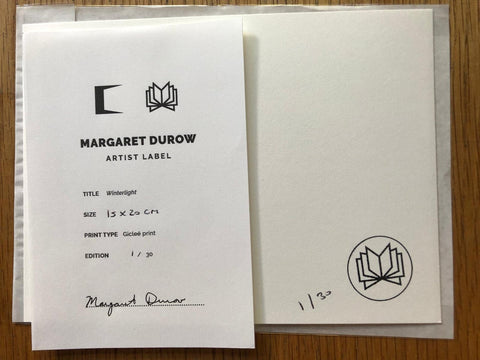 MARGARET DUROW
ARTIST LABEL
TITLE Winterlight
SIZE 15 x 20 cm
PRINT TYPE Gicleé print
EDITION 1 / 30
Margaret Durow
1/30